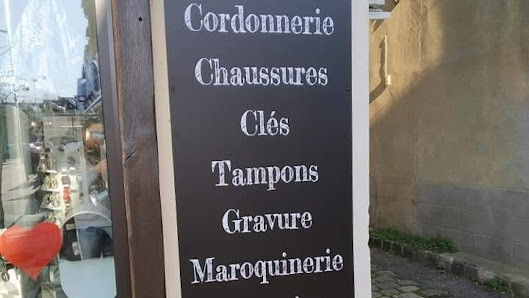 Cordonnerie
Chaussures
Clés
Tampons
Gravure
Maroquinerie